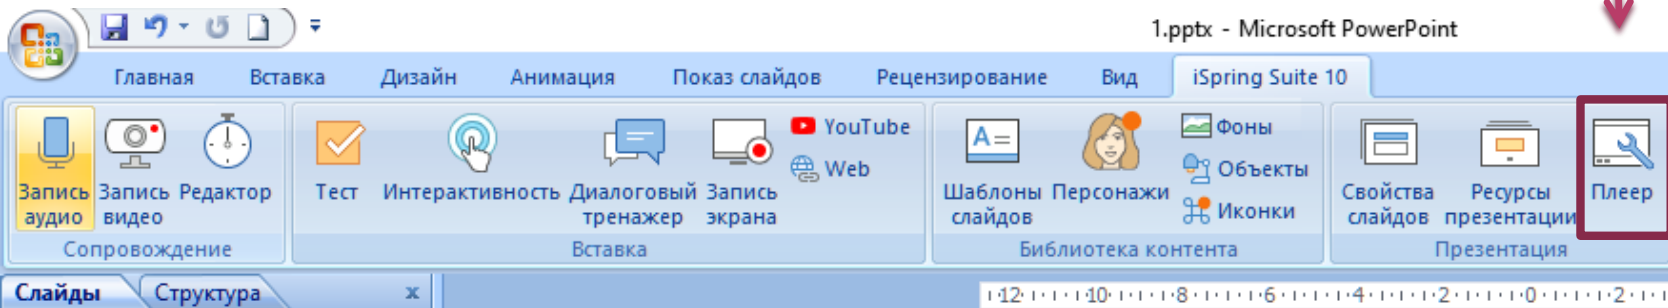 1.pptx - Microsoft PowerPoint
Главная Вставка Дизайн Анимация Показ слайдов Рецензирование Вид iSpring Suite 10
Запись аудио
Запись видео
Редактор
Сопровождение
Тест
Интерактивность
Диалоговый тренажер
Запись экрана
YouTube
Web
Вставка
A=
Шаблоны слайдов
Персонажи
Фоны
Объекты
Иконки
Библиотека контента
Свойства слайдов
Ресурсы презентации
Плеер
Презентация
Слайды Структура x
12 10 8 6 4 2 0 2